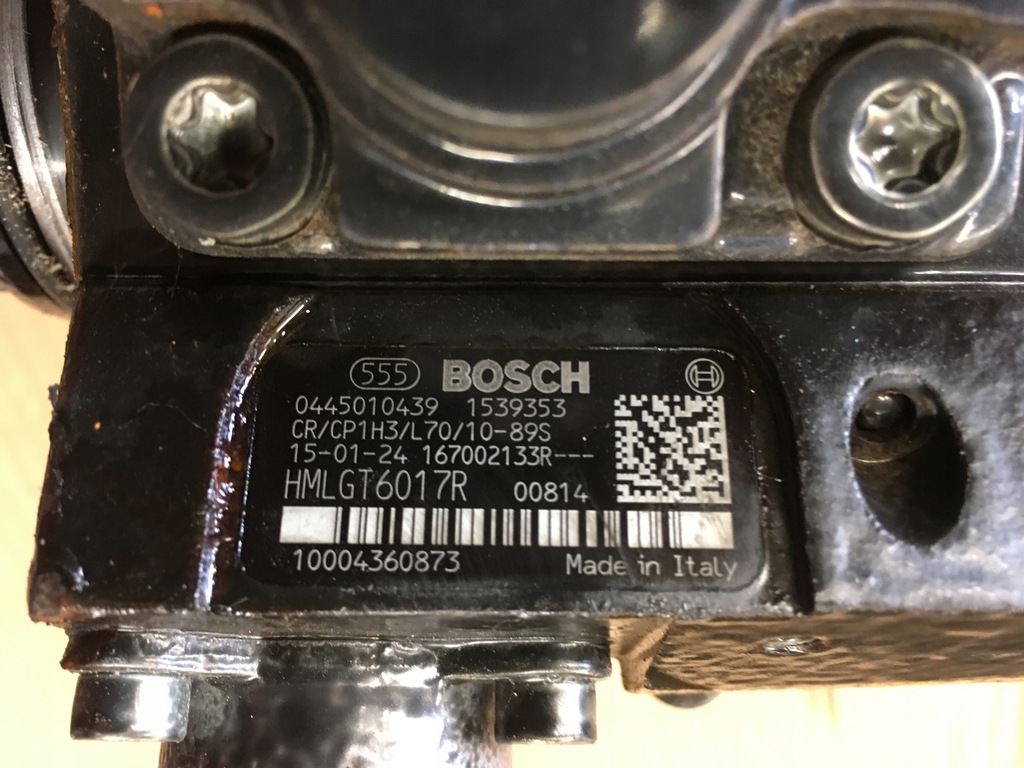 555 BOSCH H
0445010439 1539353
CR/CP1H3/L70/10-89S
15-01-24 167002133R---
HMLGT6017R 00814
10004360873 Made in Italy